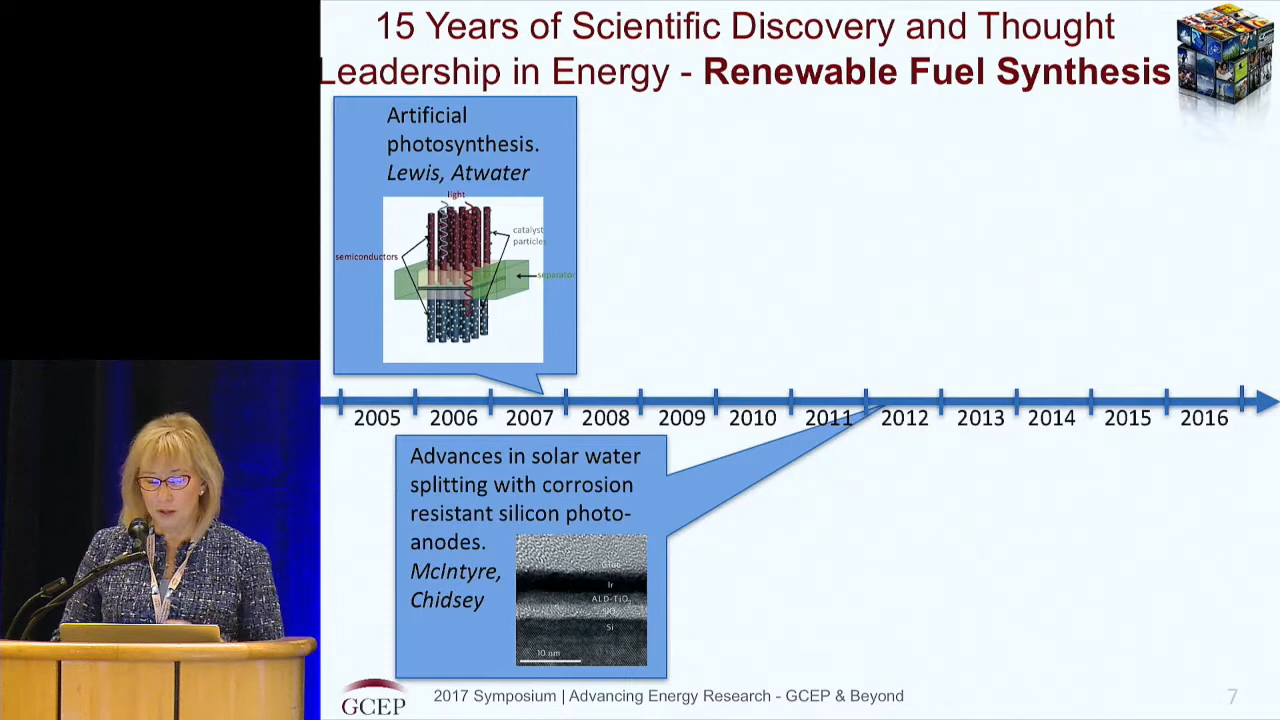 15 Years of Scientific Discovery and Thought
Leadership in Energy - Renewable Fuel Synthesis
Artificial
photosynthesis.
Lewis, Atwater
light
catalyst
particles
semiconductors
separator
2005 2006 2007 2008 2009 2010 2011 2012 2013 2014 2015 2016
Advances in solar water
splitting with corrosion
resistant silicon photo-
anodes.
McIntyre,
Chidsey
Ir
ALD-TiO2
SiO2
Si
10 nm
GCEP
2017 Symposium | Advancing Energy Research - GCEP & Beyond
7